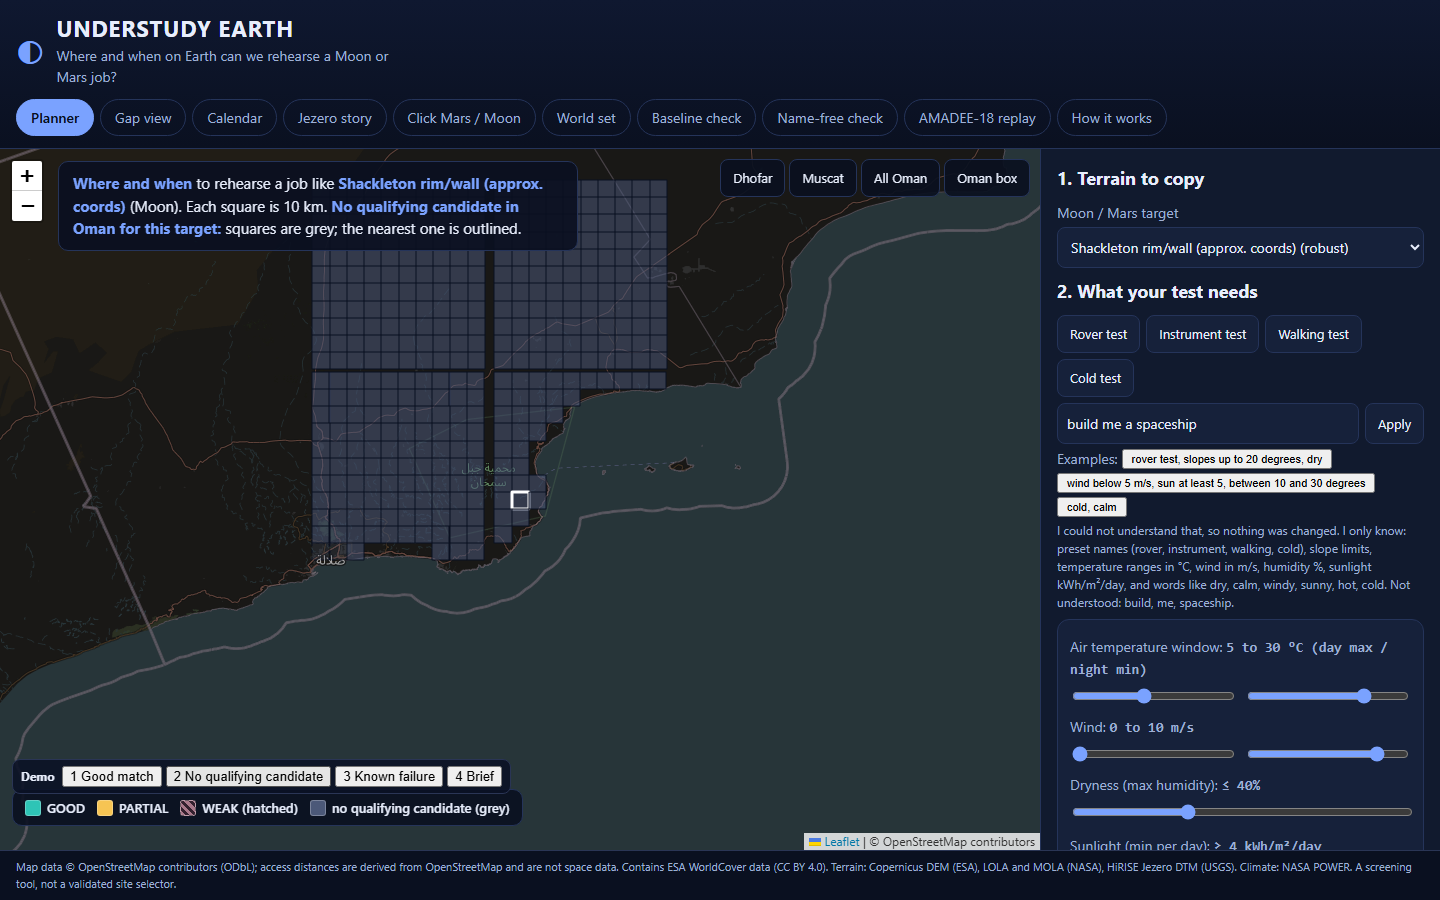 UNDERSTUDY EARTH
Where and when on Earth can we rehearse a Moon or
Mars job?
Planner
Gap view
Calendar
Jezero story
Click Mars / Moon
World set
Baseline check
Name-free check
AMADEE-18 replay
How it works
+
−
Where and when to rehearse a job like Shackleton rim/wall (approx.
coords) (Moon). Each square is 10 km. No qualifying candidate in
Oman for this target: squares are grey; the nearest one is outlined.
Dhofar
Muscat
All Oman
Oman box
محمية جبل
سمحان
صلالة
Demo
1 Good match
2 No qualifying candidate
3 Known failure
4 Brief
GOOD
PARTIAL
WEAK (hatched)
no qualifying candidate (grey)
Leaflet | © OpenStreetMap contributors
1. Terrain to copy
Moon / Mars target
Shackleton rim/wall (approx. coords) (robust)
2. What your test needs
Rover test
Instrument test
Walking test
Cold test
build me a spaceship
Apply
Examples: rover test, slopes up to 20 degrees, dry
wind below 5 m/s, sun at least 5, between 10 and 30 degrees
cold, calm
I could not understand that, so nothing was changed. I only know:
preset names (rover, instrument, walking, cold), slope limits,
temperature ranges in °C, wind in m/s, humidity %, sunlight
kWh/m²/day, and words like dry, calm, windy, sunny, hot, cold. Not
understood: build, me, spaceship.
Air temperature window: 5 to 30 °C (day max /
night min)
Wind: 0 to 10 m/s
Dryness (max humidity): ≤ 40%
Sunlight (min per day): ≥ 4 kWh/m²/day
Map data © OpenStreetMap contributors (ODbL); access distances are derived from OpenStreetMap and are not space data. Contains ESA WorldCover data (CC BY 4.0). Terrain: Copernicus DEM (ESA), LOLA and MOLA (NASA), HiRISE Jezero DTM (USGS). Climate: NASA POWER. A screening
tool, not a validated site selector.